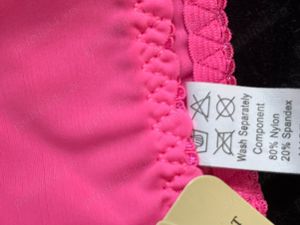 Wash Separately
Component
80% Nylon
20% Spandex